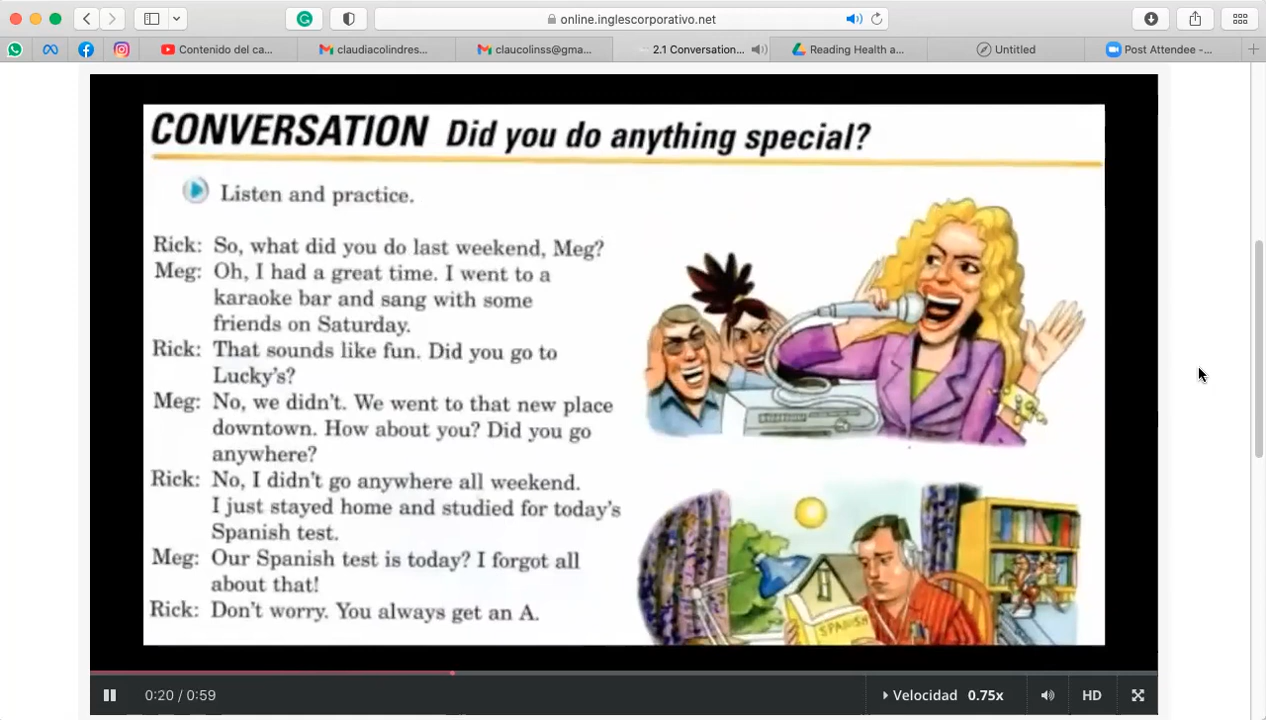 online.inglescorporativo.net
Contenido del ca...
claudiacolindres...
claucolinss@gma...
2.1 Conversation...
Reading Health a...
Untitled
Post Attendee -...
CONVERSATION Did you do anything special?
Listen and practice.
Rick: So, what did you do last weekend, Meg?
Meg: Oh, I had a great time. I went to a
karaoke bar and sang with some
friends on Saturday.
Rick: That sounds like fun. Did you go to
Lucky's?
Meg: No, we didn't. We went to that new place
downtown. How about you? Did you go
anywhere?
Rick: No, I didn't go anywhere all weekend.
I just stayed home and studied for today's
Spanish test.
Meg: Our Spanish test is today? I forgot all
about that!
Rick: Don't worry. You always get an A.
SPANISH
0:20 / 0:59
Velocidad 0.75x
HD